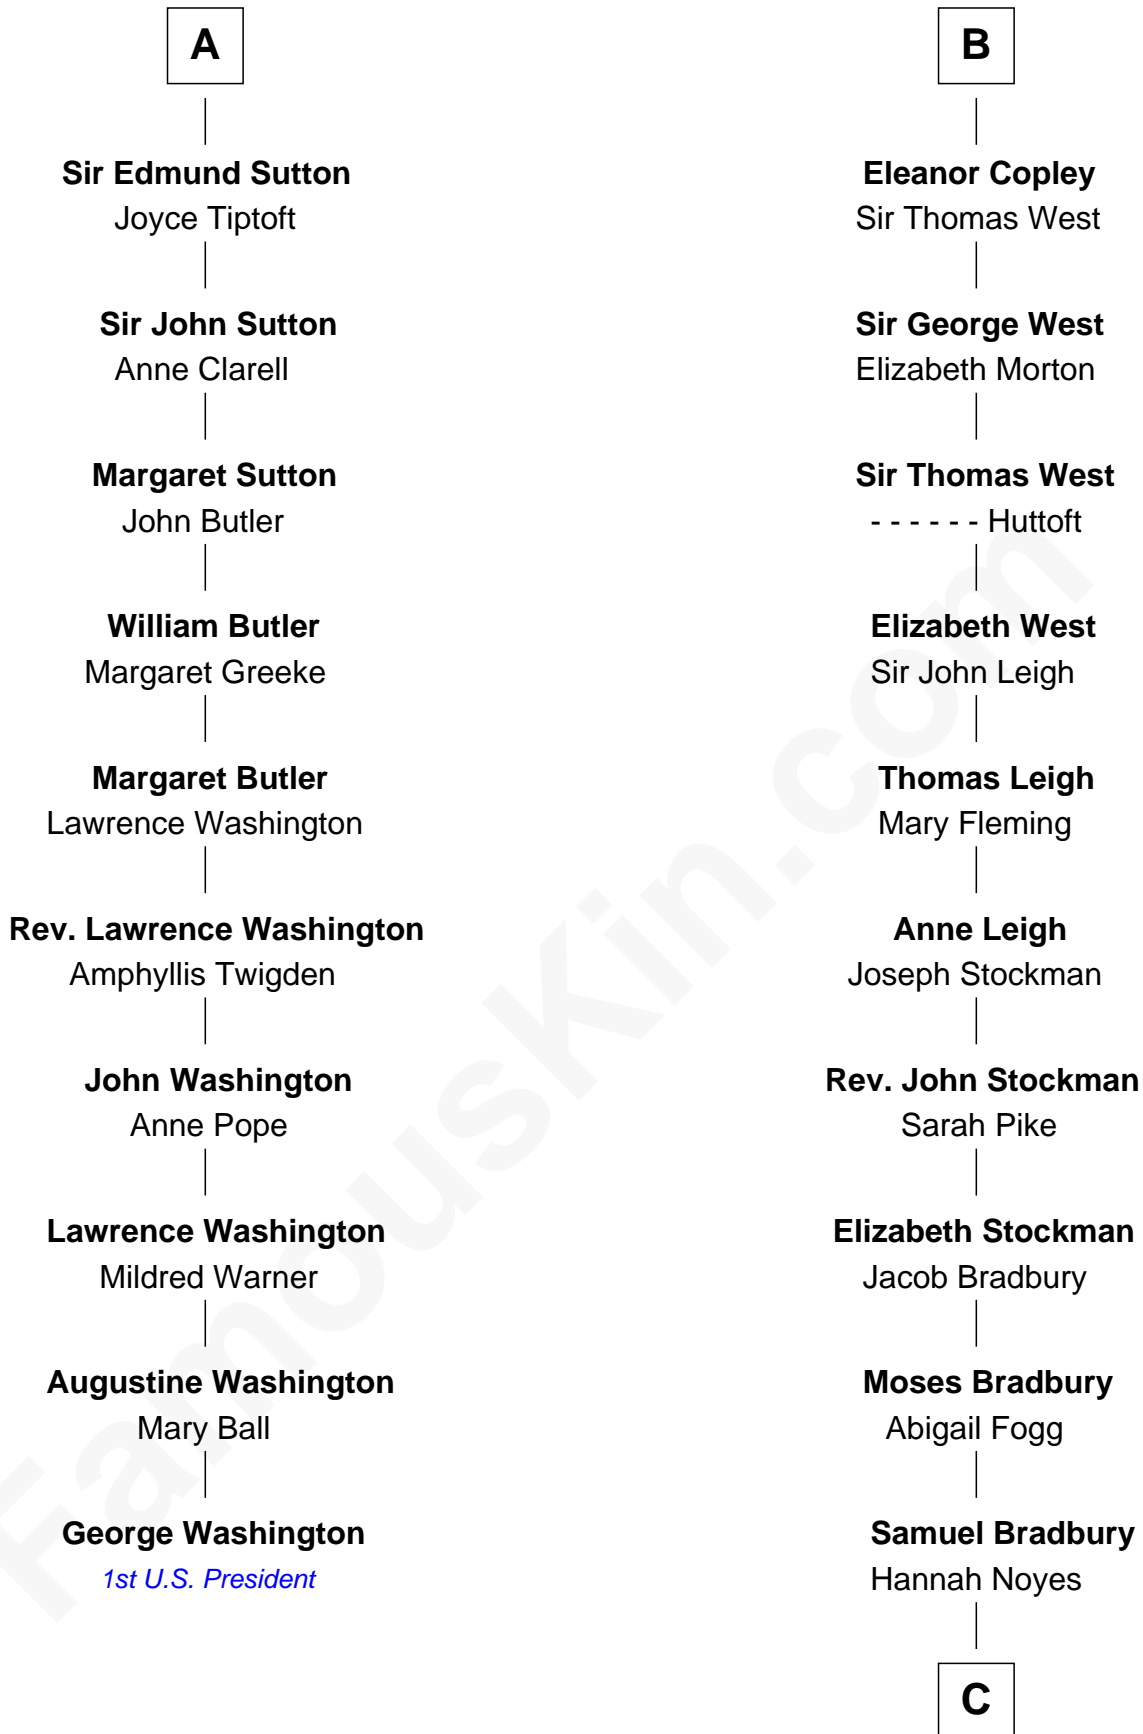 A
Sir Edmund Sutton
Joyce Tiptoft
Sir John Sutton
Anne Clarell
Margaret Sutton
John Butler
William Butler
Margaret Greeke
Margaret Butler
Lawrence Washington
Rev. Lawrence Washington
Amphyllis Twigden
John Washington
Anne Pope
Lawrence Washington
Mildred Warner
Augustine Washington
Mary Ball
George Washington
1st U.S. President
B
Eleanor Copley
Sir Thomas West
Sir George West
Elizabeth Morton
Sir Thomas West
- - - - - - Huttoft
Elizabeth West
Sir John Leigh
Thomas Leigh
Mary Fleming
Anne Leigh
Joseph Stockman
Rev. John Stockman
Sarah Pike
Elizabeth Stockman
Jacob Bradbury
Moses Bradbury
Abigail Fogg
Samuel Bradbury
Hannah Noyes
C
FamousKin.com